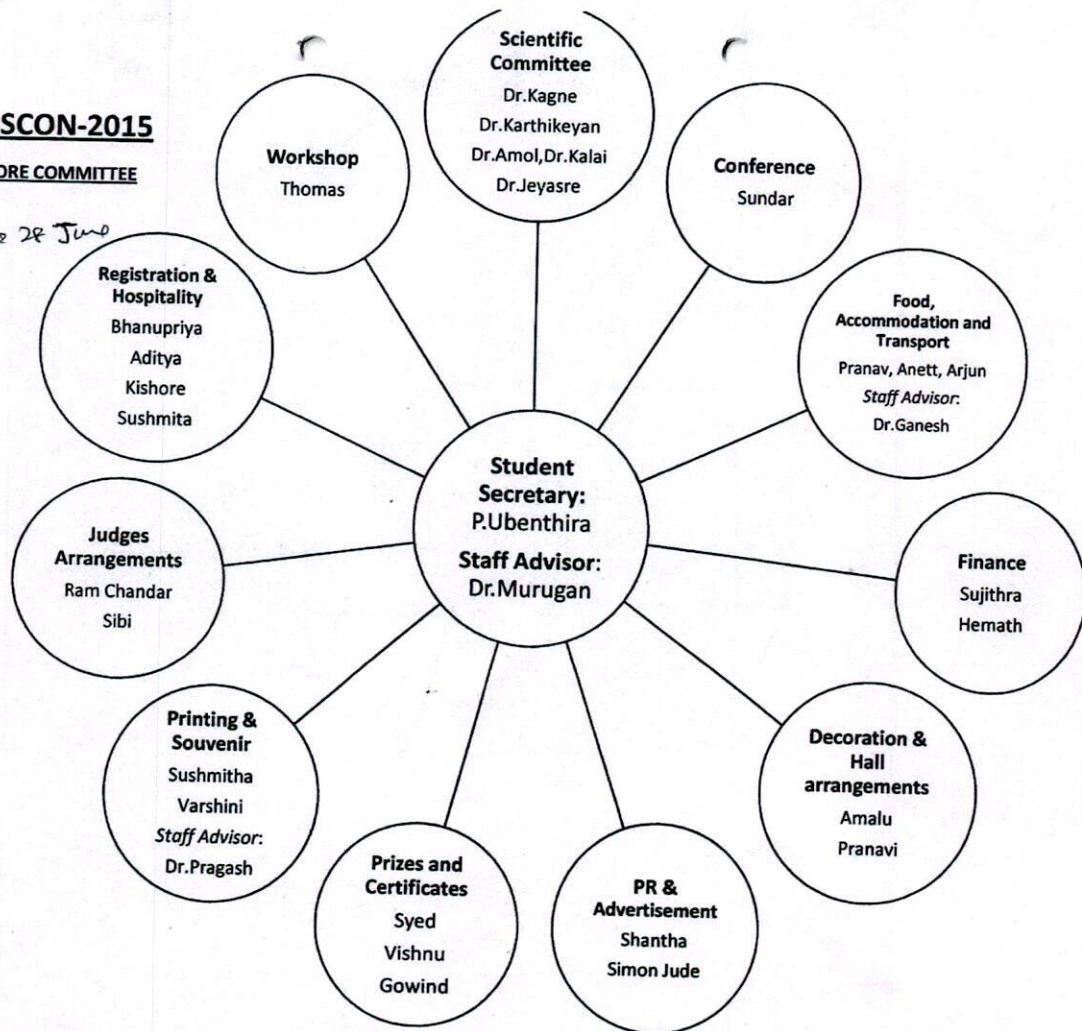 SCON-2015
ORE COMMITTEE
28 June
Scientific
Committee
Dr.Kagne
Dr.Karthikeyan
Dr.Amol,Dr.Kalai
Dr.Jeyasre
Workshop
Thomas
Conference
Sundar
Registration &
Hospitality
Bhanupriya
Aditya
Kishore
Sushmita
Food,
Accommodation and
Transport
Pranav, Anett, Arjun
Staff Advisor:
Dr.Ganesh
Student
Secretary:
P.Ubenthira
Staff Advisor:
Dr.Murugan
Judges
Arrangements
Ram Chandar
Sibi
Finance
Sujithra
Hemath
Printing &
Souvenir
Sushmitha
Varshini
Staff Advisor:
Dr.Pragash
Decoration &
Hall
arrangements
Amalu
Pranavi
Prizes and
Certificates
Syed
Vishnu
Gowind
PR &
Advertisement
Shantha
Simon Jude